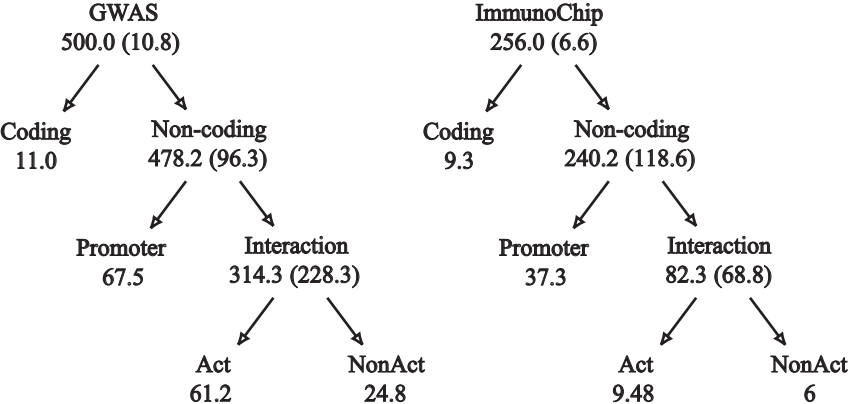 GWAS
500.0 (10.8)
Coding
11.0
Non-coding
478.2 (96.3)
Promoter
67.5
Interaction
314.3 (228.3)
Act
61.2
NonAct
24.8
ImmunoChip
256.0 (6.6)
Coding
9.3
Non-coding
240.2 (118.6)
Promoter
37.3
Interaction
82.3 (68.8)
Act
9.48
NonAct
6